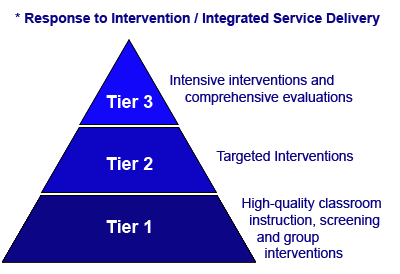 * Response to Intervention / Integrated Service Delivery
Tier 3
Intensive interventions and
comprehensive evaluations
Tier 2
Targeted Interventions
Tier 1
High-quality classroom
instruction, screening
and group
interventions